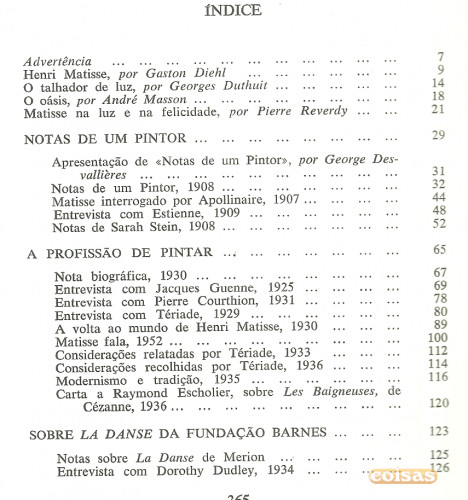 ÍNDICE
Advertência ... ... ... ... ... ... ... ... ... ... ... 7
Henri Matisse, por Gaston Diehl ... ... ... ... ... 9
O talhador de luz, por Georges Duthuit ... ... ... ... 14
O oásis, por André Masson ... ... ... ... ... ... ... 18
Matisse na luz e na felicidade, por Pierre Reverdy ... ... 21
NOTAS DE UM PINTOR ... ... ... ... ... ... ... ... 29
Apresentação de «Notas de um Pintor», por George Des-
vallières ... ... ... ... ... ... ... ... ... ... 31
Notas de um Pintor, 1908 ... ... ... ... ... ... ... 32
Matisse interrogado por Apollinaire, 1907 ... ... ... ... 44
Entrevista com Estienne, 1909 ... ... ... ... ... ... 48
Notas de Sarah Stein, 1908 ... ... ... ... ... ... ... 52
A PROFISSÃO DE PINTAR ... ... ... ... ... ... ... 65
Nota biográfica, 1930 ... ... ... ... ... ... ... ... 67
Entrevista com Jacques Guenne, 1925 ... ... ... ... ... 69
Entrevista com Pierre Courthion, 1931 ... ... ... ... 78
Entrevista com Tériade, 1929 ... ... ... ... ... ... 80
A volta ao mundo de Henri Matisse, 1930 ... ... ... ... 89
Matisse fala, 1952 ... ... ... ... ... ... ... ... ... 100
Considerações relatadas por Tériade, 1933 ... ... ... ... 112
Considerações recolhidas por Tériade, 1936 ... ... ... ... 114
Modernismo e tradição, 1935 ... ... ... ... ... ... ... 116
Carta a Raymond Escholier, sobre Les Baigneuses, de
Cézanne, 1936 ... ... ... ... ... ... ... ... ... 120
SOBRE LA DANSE DA FUNDAÇÃO BARNES ... ... ... 123
Notas sobre La Danse de Merion ... ... ... ... ... ... 125
Entrevista com Dorothy Dudley, 1934 ... ... ... ... ... 126
coisas
265